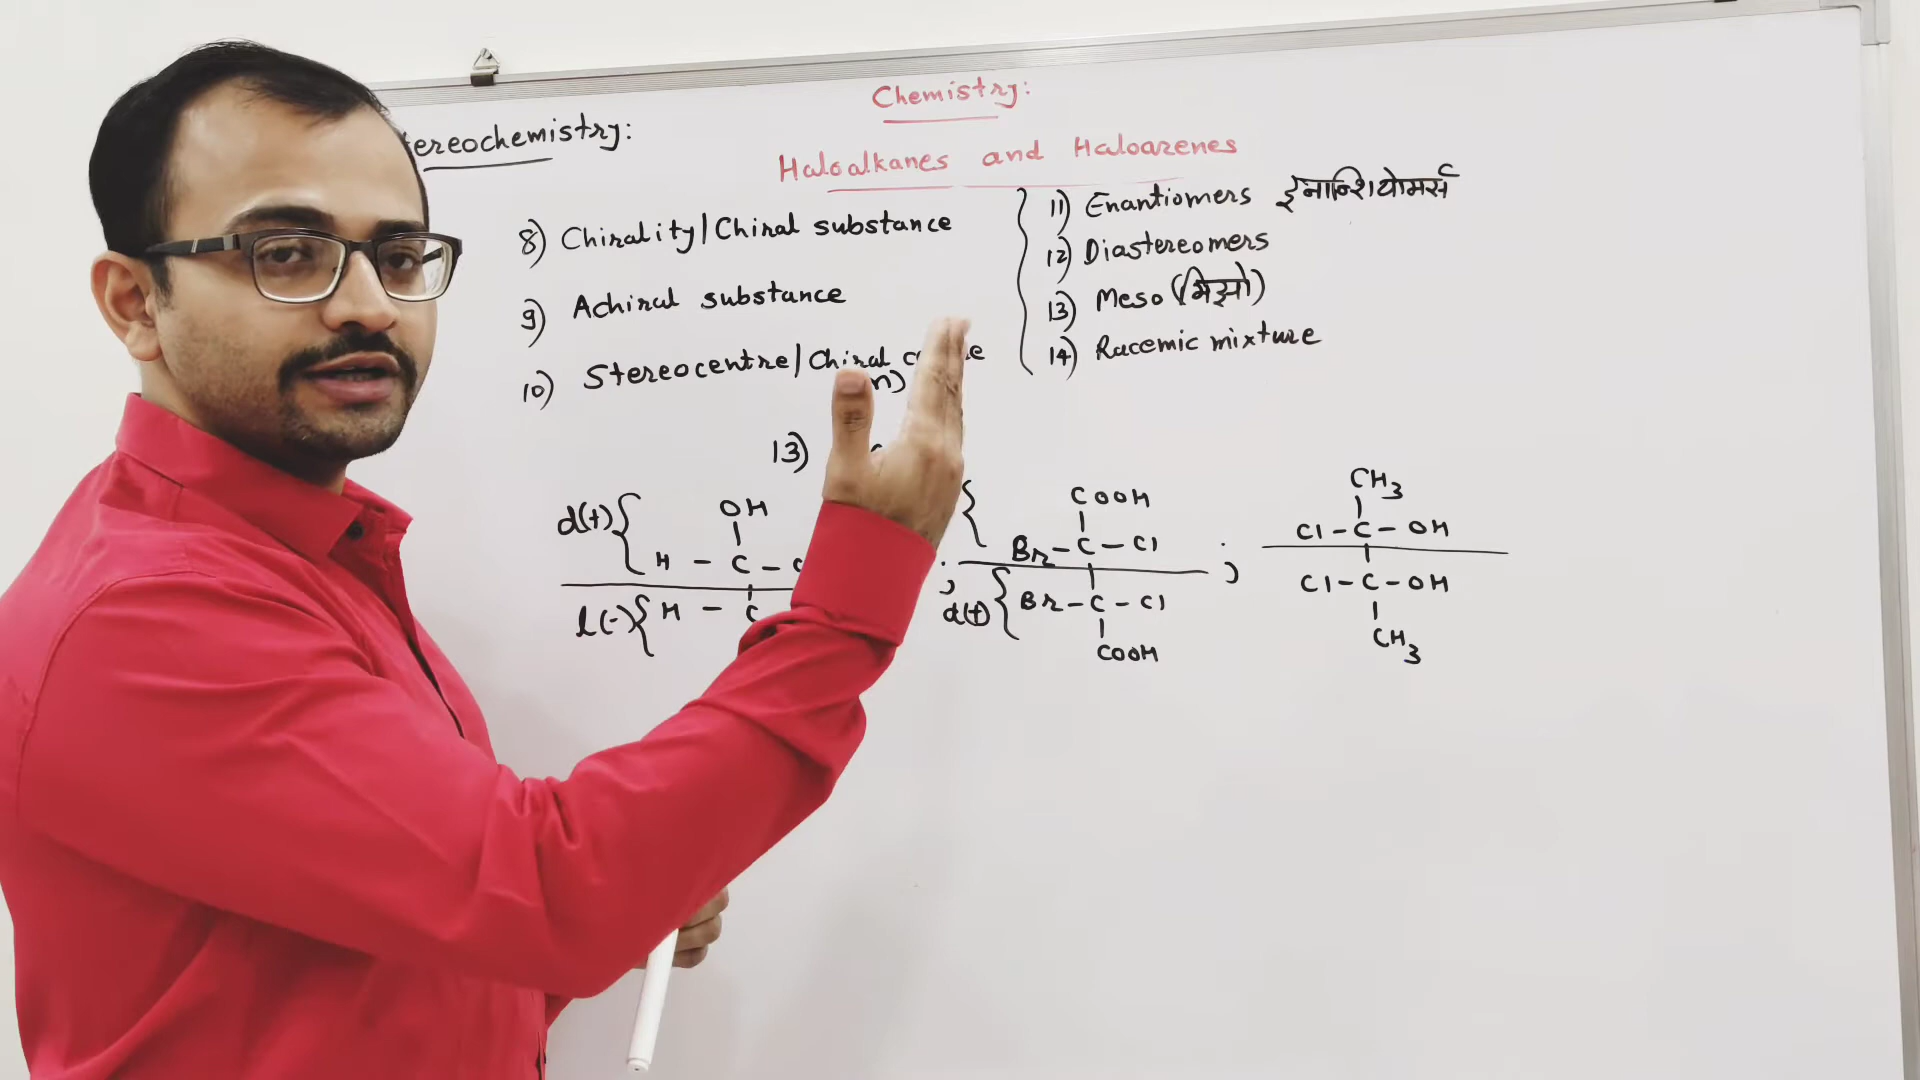 Chemistry:
ereochemistry:
Haloalkanes and Haloarenes
8) Chirality/Chiral substance
9) Achiral substance
10) Stereocentre/Chiral
n)
11) Enantiomers ईनान्शियोमर्स
12) Diastereomers
13) Meso (मिझो)
14) Racemic mixture
13)
d(+) { OH
H - C -
l(-) { H - C
{ COOH
Br - C - Cl
;
d(+) { Br - C - Cl
COOH
;
CH3
Cl - C - OH
Cl - C - OH
CH3